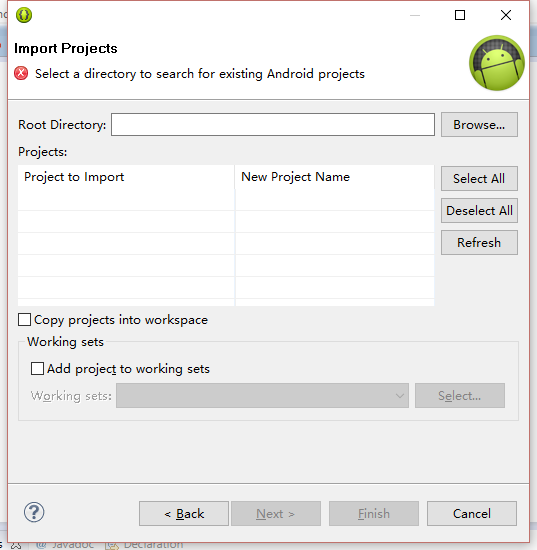 Import Projects
Select a directory to search for existing Android projects
Root Directory:
Browse...
Projects:
Project to Import New Project Name
Select All
Deselect All
Refresh
Copy projects into workspace
Working sets
Add project to working sets
Working sets:
Select...
?
< Back
Next >
Finish
Cancel
@ Javadoc
Declaration